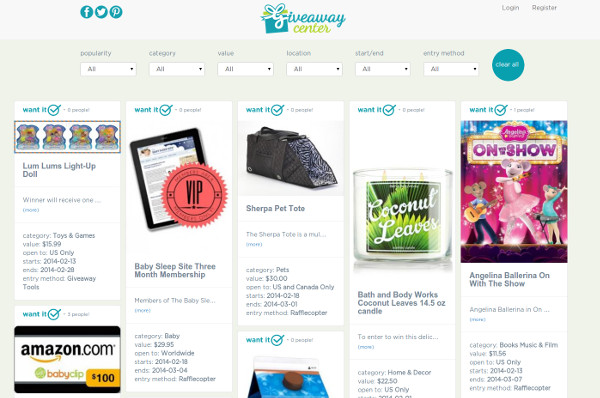 Giveaway
center
Login
Register
popularity
category
value
location
start/end
entry method
All
All
All
All
All
All
clear all
want it - 0 people!
Lum Lums Light-Up
Doll
Winner will receive one ....
(more)
category: Toys & Games
value: $15.99
open to: US Only
starts: 2014-02-13
ends: 2014-02-28
entry method: Giveaway
Tools
want it
amazon.com
babyclip
$100
want it - 0 people!
VIP
Baby Sleep Site Three
Month Membership
Members of The Baby Sle...
(more)
category: Baby
value: $29.95
open to: Worldwide
starts: 2014-02-18
ends: 2014-03-04
entry method: Rafflecopter
want it - 0 people!
Sherpa Pet Tote
The Sherpa Tote is a mul...
(more)
category: Pets
value: $30.00
open to: US and Canada Only
starts: 2014-02-18
ends: 2014-03-01
entry method: Rafflecopter
want it - 0 people!
want it - 0 people!
Coconut
Leaves
Bath and Body Works
Coconut Leaves 14.5 oz
candle
To enter to win this delic...
(more)
category: Home & Decor
value: $22.50
open to: US Only
want it - 1 people!
Angelina
Ballerina
ON WITH THE SHOW
Angelina Ballerina On
With The Show
Angelina Ballerina in On ...
(more)
category: Books Music & Film
value: $11.56
open to: US Only
starts: 2014-02-13
ends: 2014-03-07
entry method: Rafflecopter